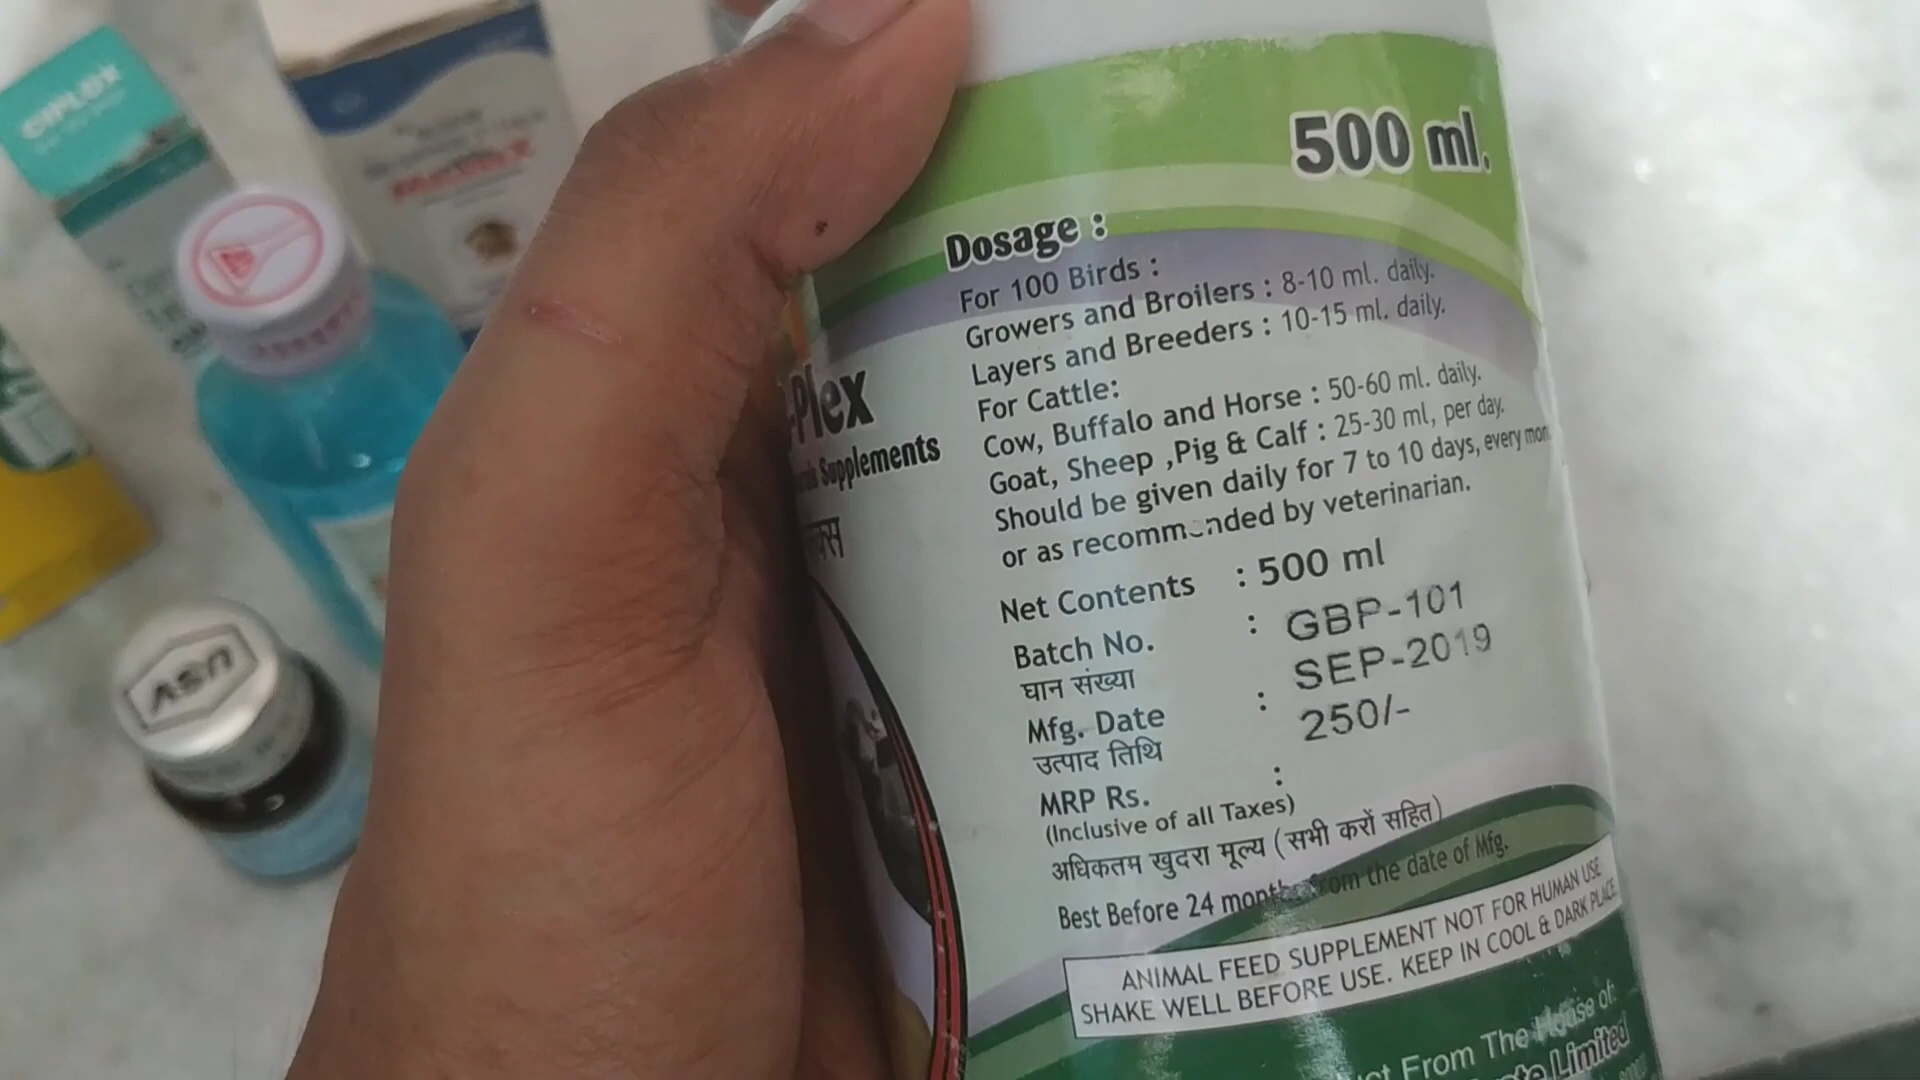 CIPLOX
ASN
500 ml.
Dosage :
For 100 Birds :
Growers and Broilers : 8-10 ml. daily.
Layers and Breeders : 10-15 ml. daily.
For Cattle:
Cow, Buffalo and Horse : 50-60 ml. daily.
Goat, Sheep ,Pig & Calf : 25-30 ml, per day.
Should be given daily for 7 to 10 days, every
or as recommended by veterinarian.
-Plex
Supplements
Net Contents : 500 ml
Batch No. : GBP-101
घान संख्या
Mfg. Date : SEP-2019
उत्पाद तिथि
MRP Rs. : 250/-
(Inclusive of all Taxes)
अधिकतम खुदरा मूल्य (सभी करों सहित)
Best Before 24 months from the date of Mfg.
ANIMAL FEED SUPPLEMENT NOT FOR HUMAN USE
SHAKE WELL BEFORE USE. KEEP IN COOL & DARK PLACE
From The House of:
Limited